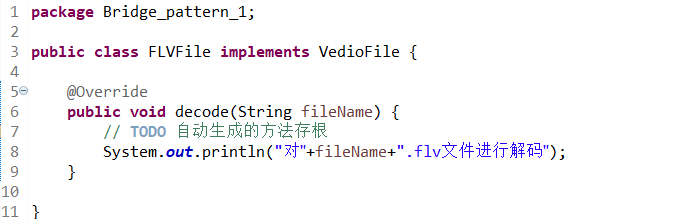 1 package Bridge_pattern_1;
2
3 public class FLVFile implements VedioFile {
4
5 @Override
6 public void decode(String fileName) {
7 // TODO 自动生成的方法存根
8 System.out.println("对"+fileName+".flv文件进行解码");
9 }
10
11 }